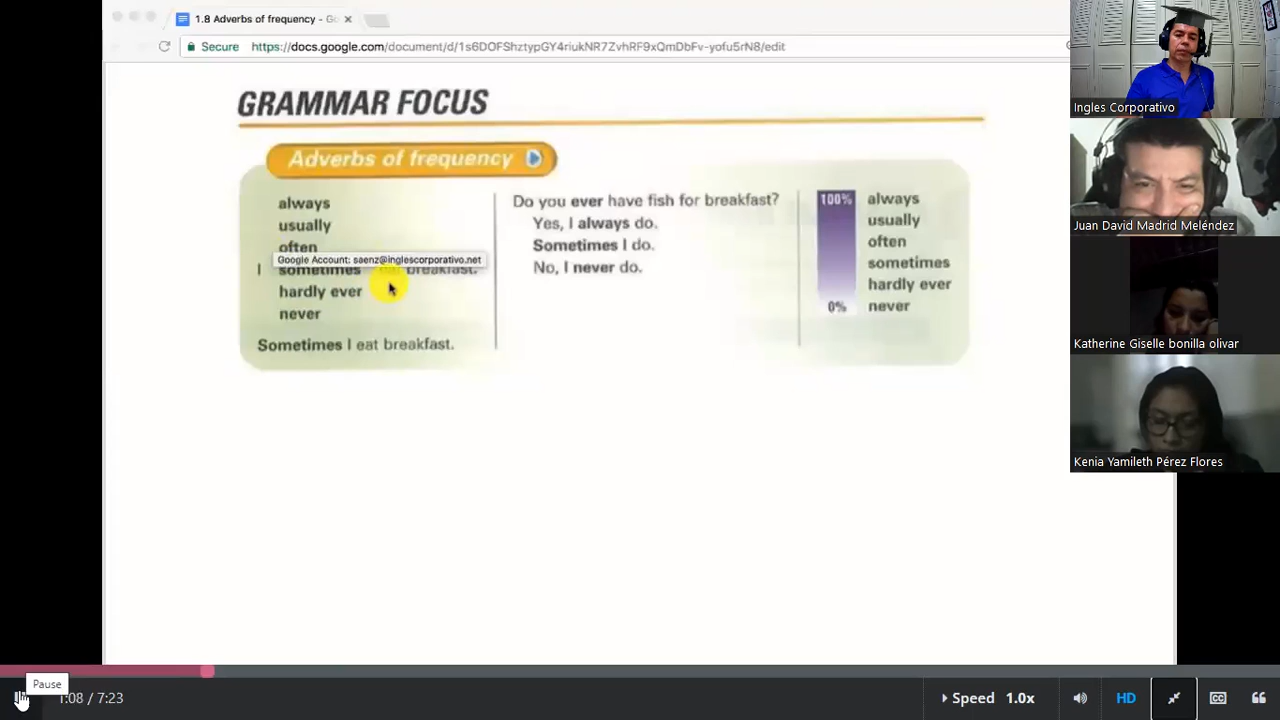 1.8 Adverbs of frequency - Go
Secure https://docs.google.com/document/d/1s6DOFShztypGY4riukNR7ZvhRF9xQmDbFv-yofu5rN8/edit
GRAMMAR FOCUS
Adverbs of frequency
always
usually
often
Google Account: saenz@inglescorporativo.net
I sometimes eat breakfast.
hardly ever
never
Sometimes I eat breakfast.
Do you ever have fish for breakfast?
Yes, I always do.
Sometimes I do.
No, I never do.
100% always
usually
often
sometimes
hardly ever
0% never
Ingles Corporativo
Juan David Madrid Meléndez
Katherine Giselle bonilla olivar
Kenia Yamileth Pérez Flores
Pause
1:08 / 7:23
Speed 1.0x
HD
CC